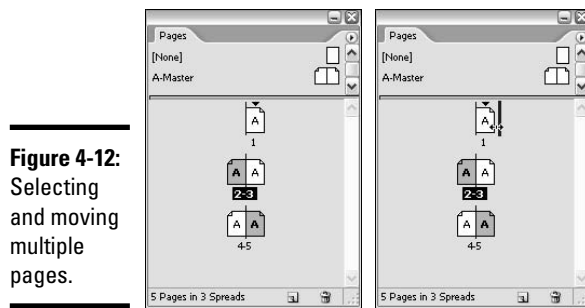 Figure 4-12:
Selecting
and moving
multiple
pages.
Pages
[None]
A-Master
A
1
A A
2-3
A A
4-5
5 Pages in 3 Spreads
Pages
[None]
A-Master
A
1
A A
2-3
A A
4-5
5 Pages in 3 Spreads